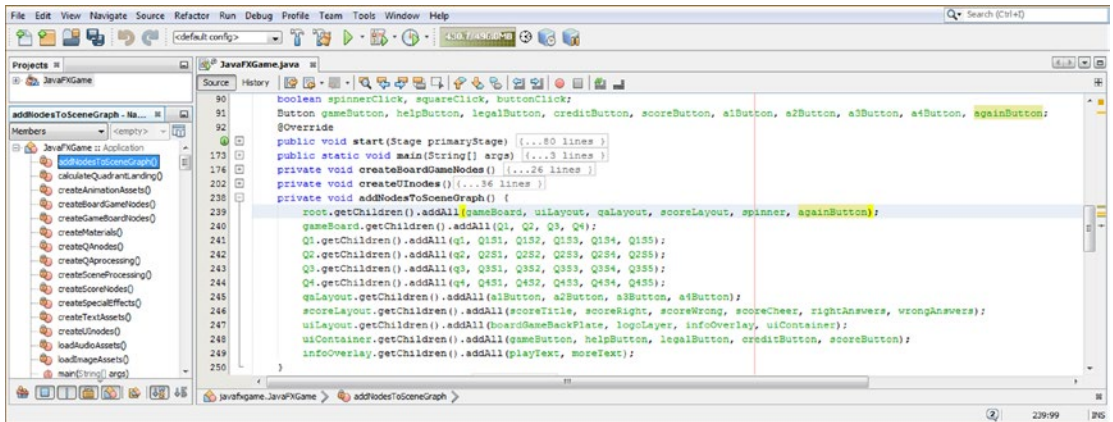 File Edit View Navigate Source Refactor Run Debug Profile Team Tools Window Help
Search (Ctrl+I)
<default config>
450.7/496.0MB
Projects
JavaFXGame
JavaFXGame.java
Source History
addNodesToSceneGraph - Na...
Members
<empty>
JavaFXGame :: Application
addNodesToSceneGraph()
calculateQuadrantLanding()
createAnimationAssets()
createBoardGameNodes()
createGameBoardNodes()
createMaterials()
createQAnodes()
createQAprocessing()
createSceneProcessing()
createScoreNodes()
createSpecialEffects()
createTextAssets()
createUInodes()
loadAudioAssets()
loadImageAssets()
main(String[] args)
90 boolean spinnerClick, squareClick, buttonClick;
91 Button gameButton, helpButton, legalButton, creditButton, scoreButton, a1Button, a2Button, a3Button, a4Button, againButton;
92 @Override
public void start(Stage primaryStage) {...80 lines }
173 public static void main(String[] args) {...3 lines }
176 private void createBoardGameNodes() {...26 lines }
202 private void createUInodes() {...36 lines }
238 private void addNodesToSceneGraph() {
239 root.getChildren().addAll(gameBoard, uiLayout, qaLayout, scoreLayout, spinner, againButton);
240 gameBoard.getChildren().addAll(Q1, Q2, Q3, Q4);
241 Q1.getChildren().addAll(q1, Q1S1, Q1S2, Q1S3, Q1S4, Q1S5);
242 Q2.getChildren().addAll(q2, Q2S1, Q2S2, Q2S3, Q2S4, Q2S5);
243 Q3.getChildren().addAll(q3, Q3S1, Q3S2, Q3S3, Q3S4, Q3S5);
244 Q4.getChildren().addAll(q4, Q4S1, Q4S2, Q4S3, Q4S4, Q4S5);
245 qaLayout.getChildren().addAll(a1Button, a2Button, a3Button, a4Button);
246 scoreLayout.getChildren().addAll(scoreTitle, scoreRight, scoreWrong, scoreCheer, rightAnswers, wrongAnswers);
247 uiLayout.getChildren().addAll(boardGameBackPlate, logoLayer, infoOverlay, uiContainer);
248 uiContainer.getChildren().addAll(gameButton, helpButton, legalButton, creditButton, scoreButton);
249 infoOverlay.getChildren().addAll(playText, moreText);
250 }
javafxgame.JavaFXGame
addNodesToSceneGraph
2
239:99
INS